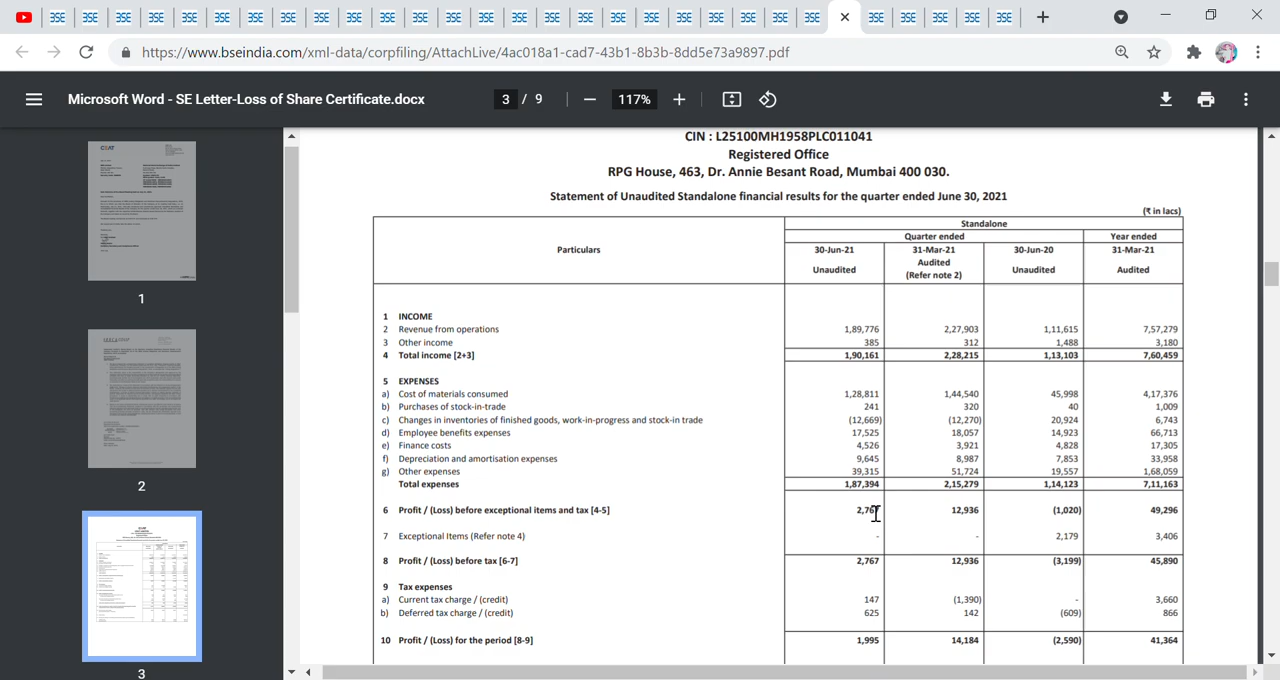 https://www.bseindia.com/xml-data/corpfiling/AttachLive/4ac018a1-cad7-43b1-8b3b-8dd5e73a9897.pdf
Microsoft Word - SE Letter-Loss of Share Certificate.docx 3 / 9 117%
1
2
3
CIN : L25100MH1958PLC011041
Registered Office
RPG House, 463, Dr. Annie Besant Road, Mumbai 400 030.
Statement of Unaudited Standalone financial results for the quarter ended June 30, 2021
(₹ in lacs)
Standalone
Particulars Quarter ended Year ended
30-Jun-21 31-Mar-21 30-Jun-20 31-Mar-21
Unaudited Audited Unaudited Audited
(Refer note 2)
1 INCOME
2 Revenue from operations 1,89,776 2,27,903 1,11,615 7,57,279
3 Other income 385 312 1,488 3,180
4 Total income [2+3] 1,90,161 2,28,215 1,13,103 7,60,459
5 EXPENSES
a) Cost of materials consumed 1,28,811 1,44,540 45,998 4,17,376
b) Purchases of stock-in-trade 241 320 40 1,009
c) Changes in inventories of finished goods, work-in-progress and stock-in trade (12,669) (12,270) 20,924 6,743
d) Employee benefits expenses 17,525 18,057 14,923 66,713
e) Finance costs 4,526 3,921 4,828 17,305
f) Depreciation and amortisation expenses 9,645 8,987 7,853 33,958
g) Other expenses 39,315 51,724 19,557 1,68,059
Total expenses 1,87,394 2,15,279 1,14,123 7,11,163
6 Profit / (Loss) before exceptional items and tax [4-5] 2,767 12,936 (1,020) 49,296
7 Exceptional Items (Refer note 4) - - 2,179 3,406
8 Profit / (Loss) before tax [6-7] 2,767 12,936 (3,199) 45,890
9 Tax expenses
a) Current tax charge / (credit) 147 (1,390) - 3,660
b) Deferred tax charge / (credit) 625 142 (609) 866
10 Profit / (Loss) for the period [8-9] 1,995 14,184 (2,590) 41,364